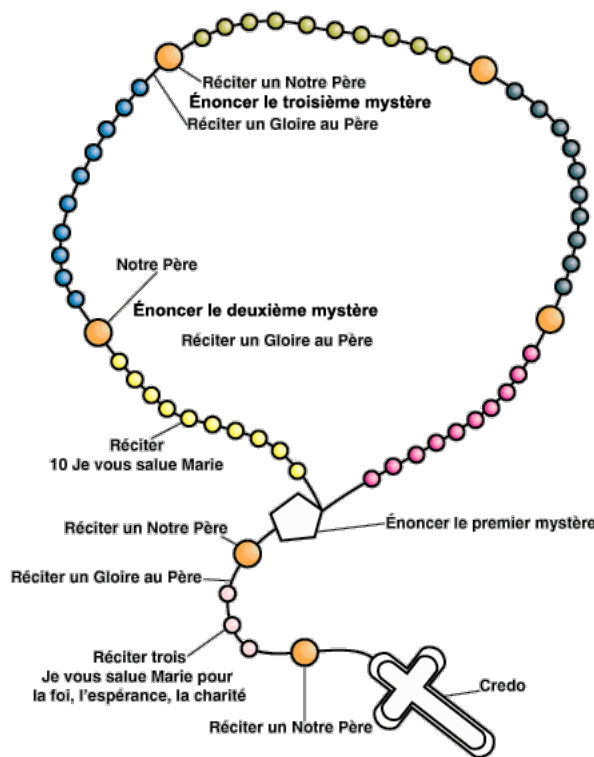 Réciter un Notre Père
Énoncer le troisième mystère
Réciter un Gloire au Père
Notre Père
Énoncer le deuxième mystère
Réciter un Gloire au Père
Réciter
10 Je vous salue Marie
Réciter un Notre Père
Énoncer le premier mystère
Réciter un Gloire au Père
Réciter trois
Je vous salue Marie pour
la foi, l'espérance, la charité
Credo
Réciter un Notre Père